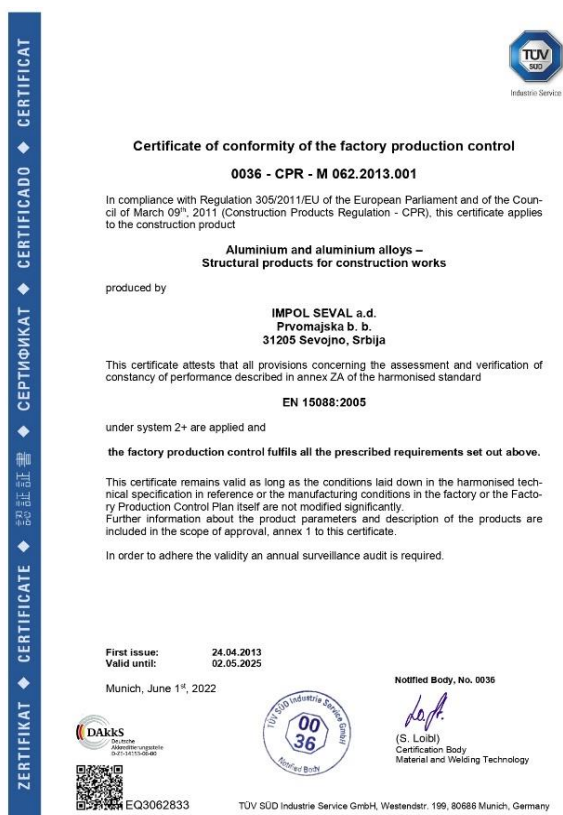 ZERTIFIKAT ◆ CERTIFICATE ◆ 認証証書 ◆ СЕРТИФИКАТ ◆ CERTIFICADO ◆ CERTIFICAT
TÜV
SÜD
Industrie Service
Certificate of conformity of the factory production control
0036 - CPR - M 062.2013.001
In compliance with Regulation 305/2011/EU of the European Parliament and of the Coun-
cil of March 09th, 2011 (Construction Products Regulation - CPR), this certificate applies
to the construction product
Aluminium and aluminium alloys –
Structural products for construction works
produced by
IMPOL SEVAL a.d.
Prvomajska b. b.
31205 Sevojno, Srbija
This certificate attests that all provisions concerning the assessment and verification of
constancy of performance described in annex ZA of the harmonised standard
EN 15088:2005
under system 2+ are applied and
the factory production control fulfils all the prescribed requirements set out above.
This certificate remains valid as long as the conditions laid down in the harmonised tech-
nical specification in reference or the manufacturing conditions in the factory or the Facto-
ry Production Control Plan itself are not modified significantly.
Further information about the product parameters and description of the products are
included in the scope of approval, annex 1 to this certificate.
In order to adhere the validity an annual surveillance audit is required.
First issue: 24.04.2013
Valid until: 02.05.2025
Munich, June 1st, 2022
Notified Body, No. 0036
DAkkS
Deutsche
Akkreditierungsstelle
D-ZE-14153-06-00
TÜV SÜD Industrie Service GmbH
00
36
Notified Body
(S. Loibl)
Certification Body
Material and Welding Technology
EQ3062833
TÜV SÜD Industrie Service GmbH, Westendstr. 199, 80686 Munich, Germany